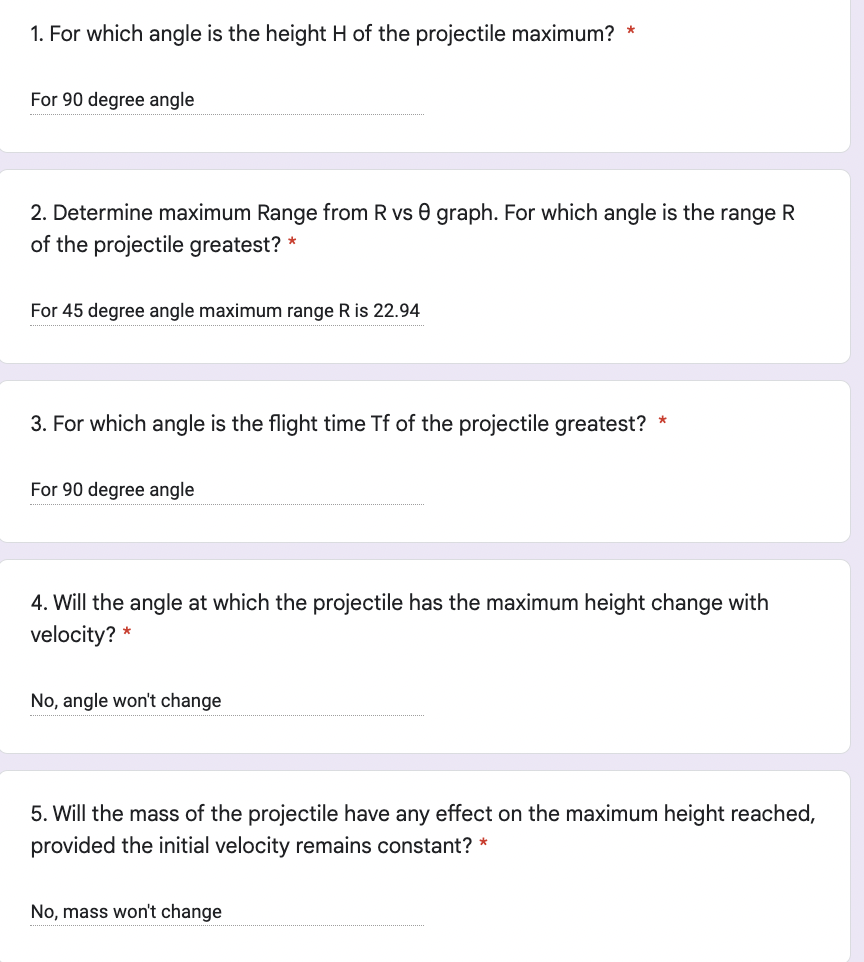 1. For which angle is the height H of the projectile maximum? *
For 90 degree angle
2. Determine maximum Range from R vs θ graph. For which angle is the range R
of the projectile greatest? *
For 45 degree angle maximum range R is 22.94
3. For which angle is the flight time Tf of the projectile greatest? *
For 90 degree angle
4. Will the angle at which the projectile has the maximum height change with
velocity? *
No, angle won't change
5. Will the mass of the projectile have any effect on the maximum height reached,
provided the initial velocity remains constant? *
No, mass won't change